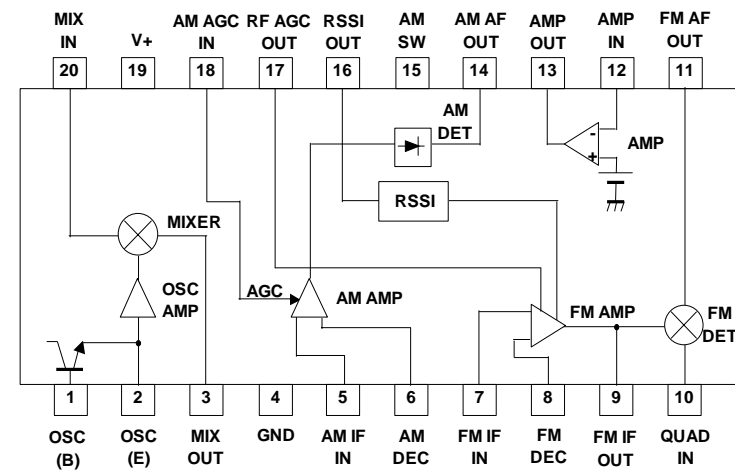 MIX AM AGC RF AGC RSSI AM AM AF AMP AMP FM AF
IN V+ IN OUT OUT SW OUT OUT IN OUT
20 19 18 17 16 15 14 13 12 11
AM
DET
-
+
AMP
RSSI
MIXER
OSC
AMP
AGC
AM AMP
FM AMP
FM
DET
1 2 3 4 5 6 7 8 9 10
OSC OSC MIX GND AM IF AM FM IF FM FM IF QUAD
(B) (E) OUT IN DEC IN DEC OUT IN